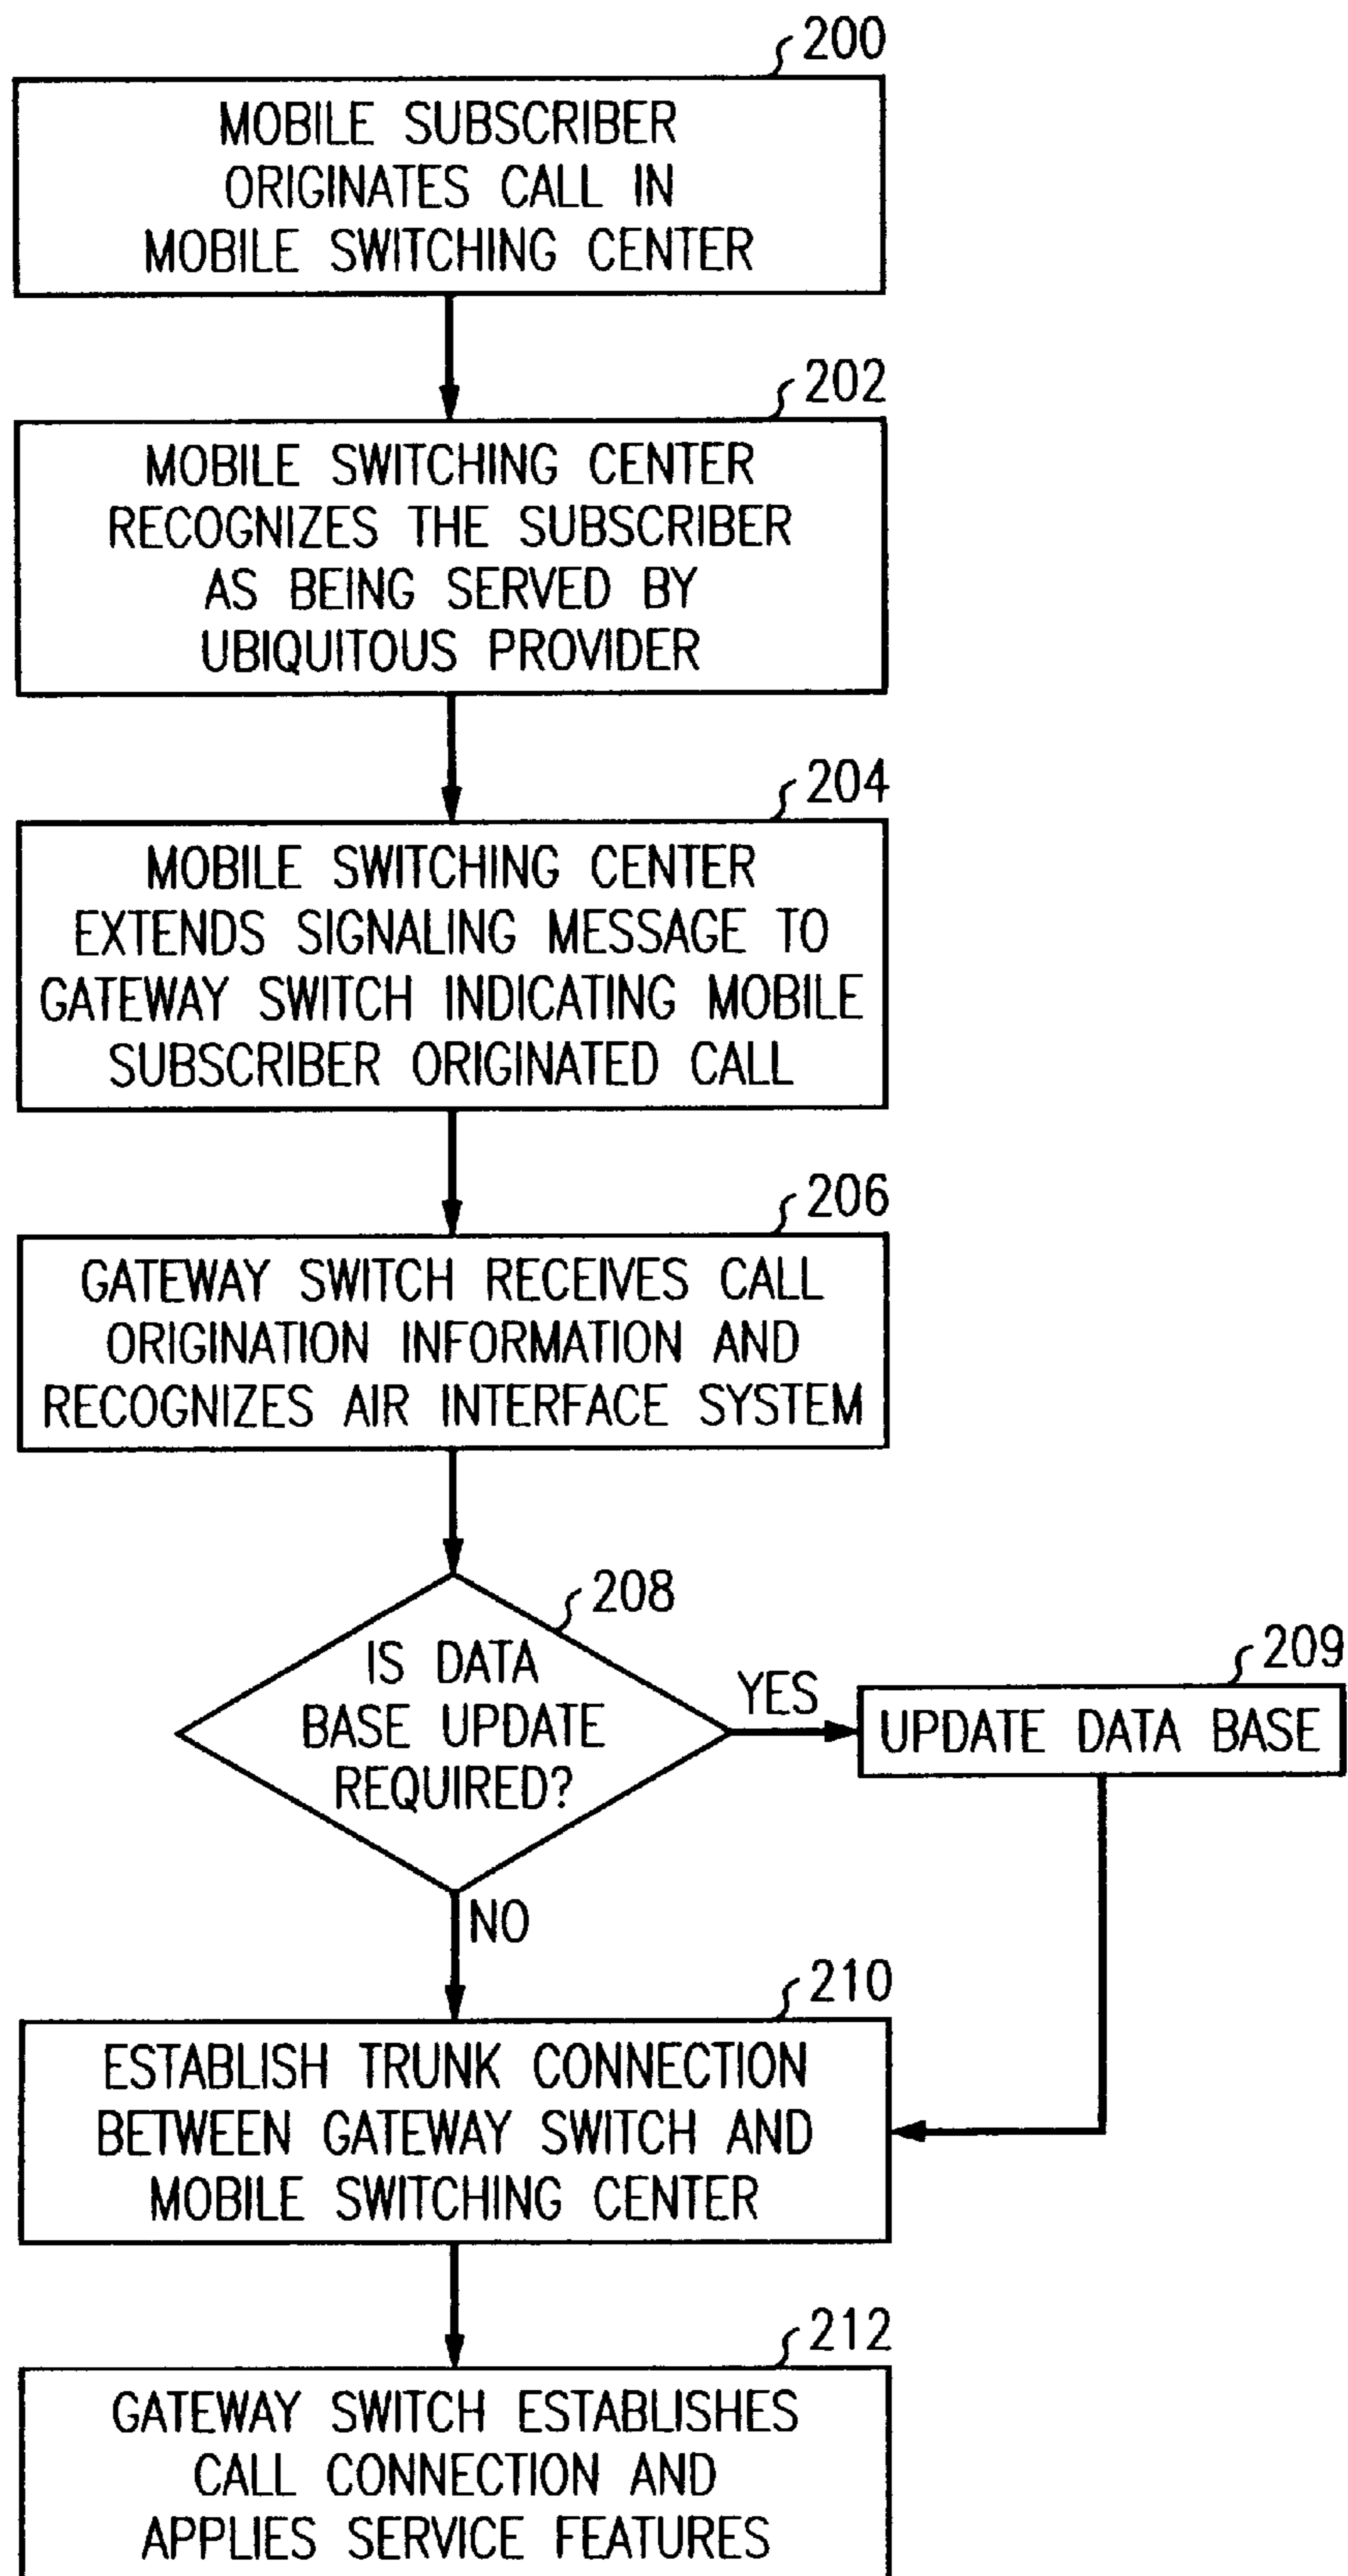 200
MOBILE SUBSCRIBER
ORIGINATES CALL IN
MOBILE SWITCHING CENTER
202
MOBILE SWITCHING CENTER
RECOGNIZES THE SUBSCRIBER
AS BEING SERVED BY
UBIQUITOUS PROVIDER
204
MOBILE SWITCHING CENTER
EXTENDS SIGNALING MESSAGE TO
GATEWAY SWITCH INDICATING MOBILE
SUBSCRIBER ORIGINATED CALL
206
GATEWAY SWITCH RECEIVES CALL
ORIGINATION INFORMATION AND
RECOGNIZES AIR INTERFACE SYSTEM
208
IS DATA
BASE UPDATE
REQUIRED?
YES
209
UPDATE DATA BASE
NO
210
ESTABLISH TRUNK CONNECTION
BETWEEN GATEWAY SWITCH AND
MOBILE SWITCHING CENTER
212
GATEWAY SWITCH ESTABLISHES
CALL CONNECTION AND
APPLIES SERVICE FEATURES